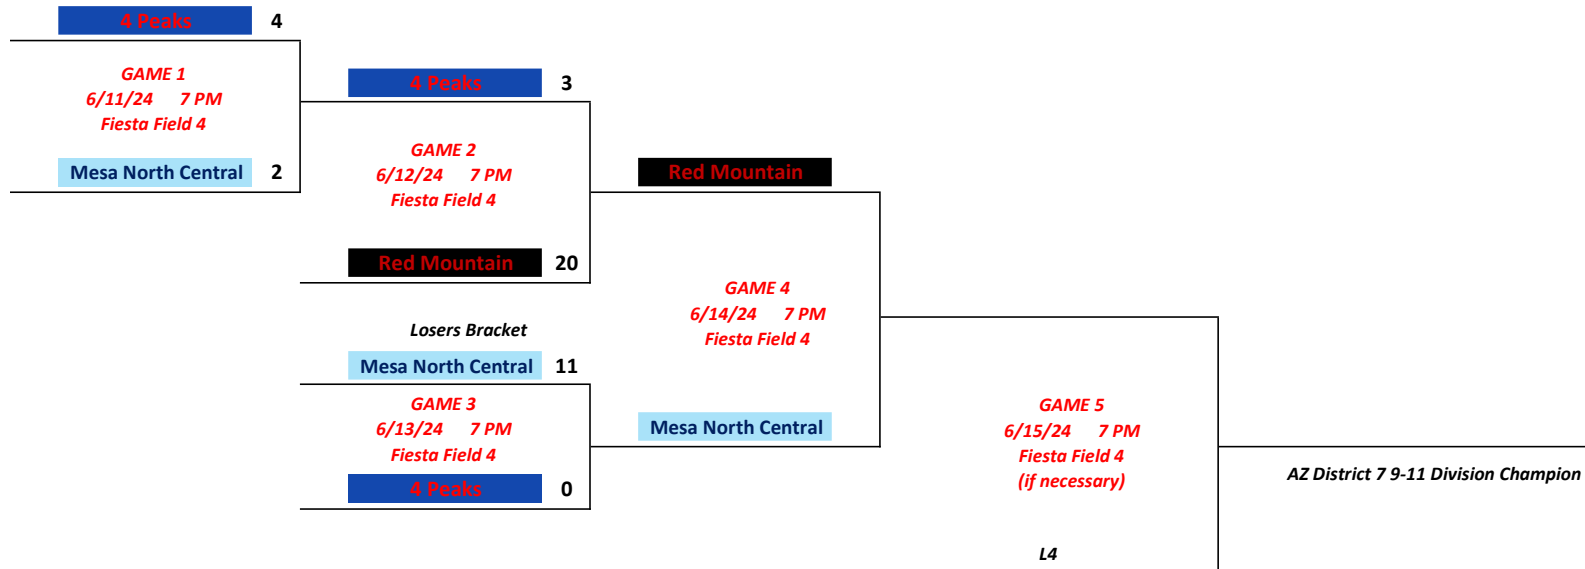 4 Peaks 4
GAME 1
6/11/24 7 PM
Fiesta Field 4
Mesa North Central 2
4 Peaks 3
GAME 2
6/12/24 7 PM
Fiesta Field 4
Red Mountain 20
Losers Bracket
Mesa North Central 11
GAME 3
6/13/24 7 PM
Fiesta Field 4
4 Peaks 0
Red Mountain
GAME 4
6/14/24 7 PM
Fiesta Field 4
Mesa North Central
GAME 5
6/15/24 7 PM
Fiesta Field 4
(if necessary)
L4
AZ District 7 9-11 Division Champion